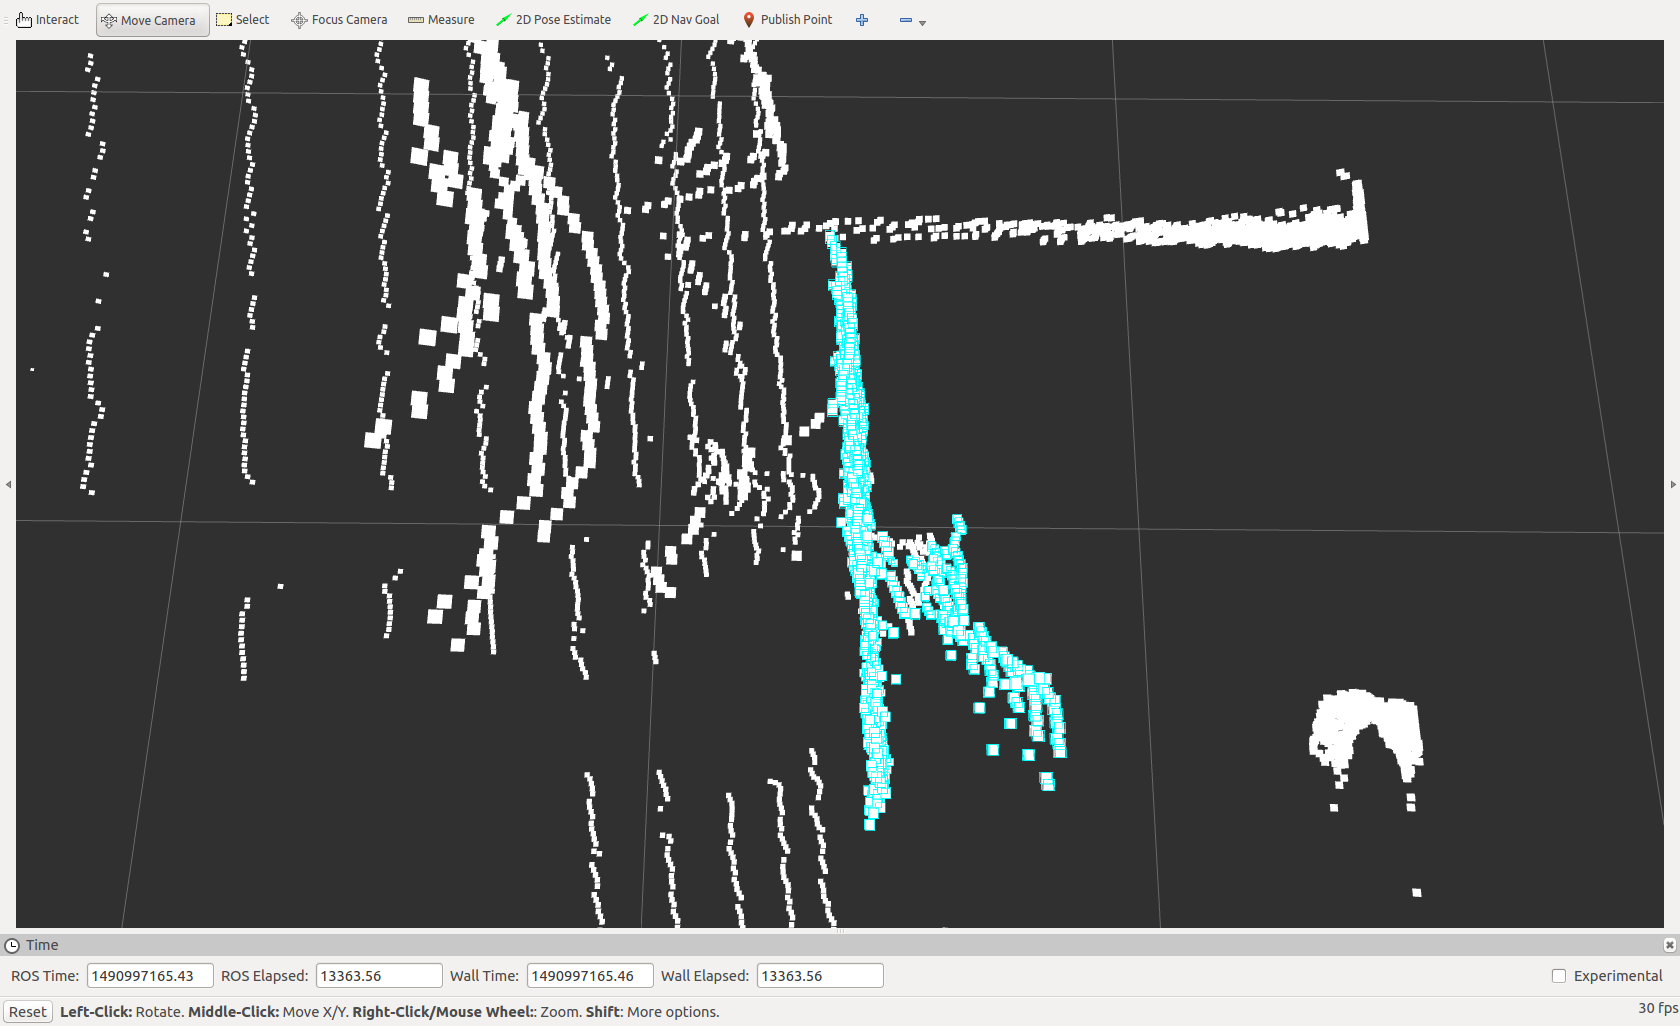 Interact Move Camera Select Focus Camera Measure 2D Pose Estimate 2D Nav Goal Publish Point
Time
ROS Time: 1490997165.43 ROS Elapsed: 13363.56 Wall Time: 1490997165.46 Wall Elapsed: 13363.56 Experimental
Reset Left-Click: Rotate. Middle-Click: Move X/Y. Right-Click/Mouse Wheel:: Zoom. Shift: More options. 30 fps